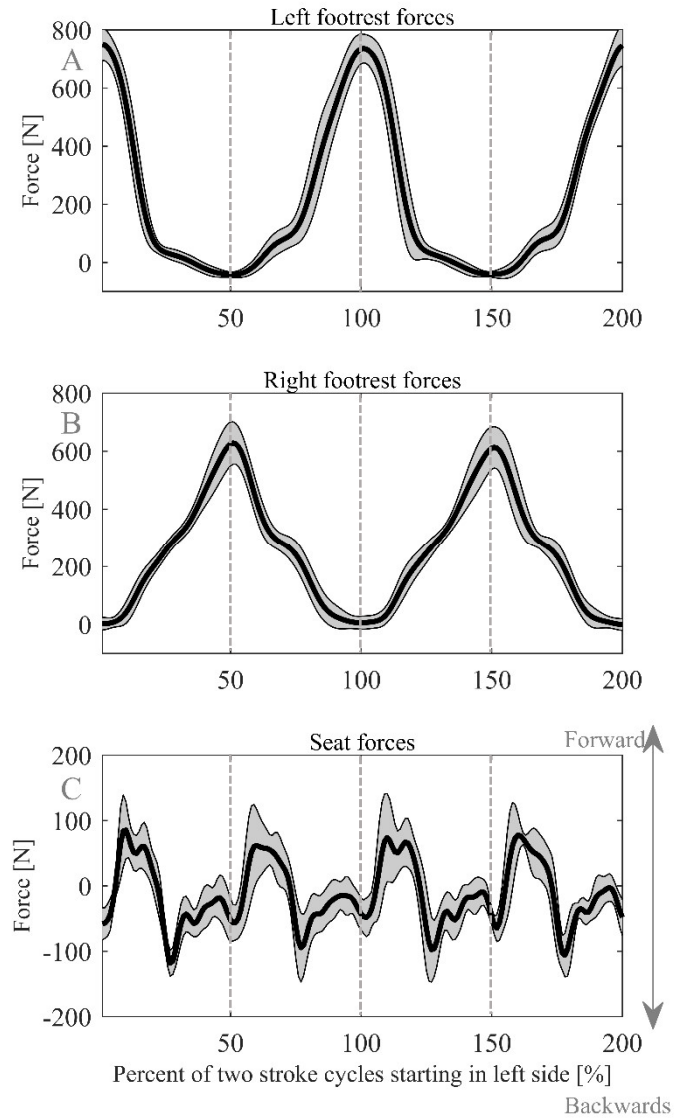 Left footrest forces
A
800
600
400
200
0
Force [N]
50 100 150 200
Right footrest forces
B
800
600
400
200
0
Force [N]
50 100 150 200
Seat forces
Forward
C
200
100
0
-100
-200
Force [N]
50 100 150 200
Percent of two stroke cycles starting in left side [%]
Backwards